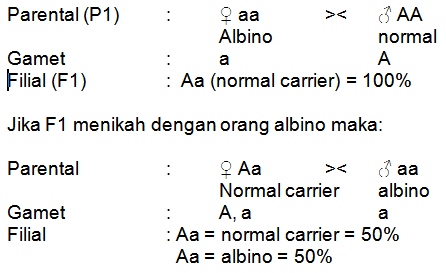 Parental (P1) : ♀ aa >< ♂ AA
Albino normal
Gamet : a A
Filial (F1) : Aa (normal carrier) = 100%
Jika F1 menikah dengan orang albino maka:
Parental : ♀ Aa >< ♂ aa
Normal carrier albino
Gamet : A, a a
Filial : Aa = normal carrier = 50%
Aa = albino = 50%